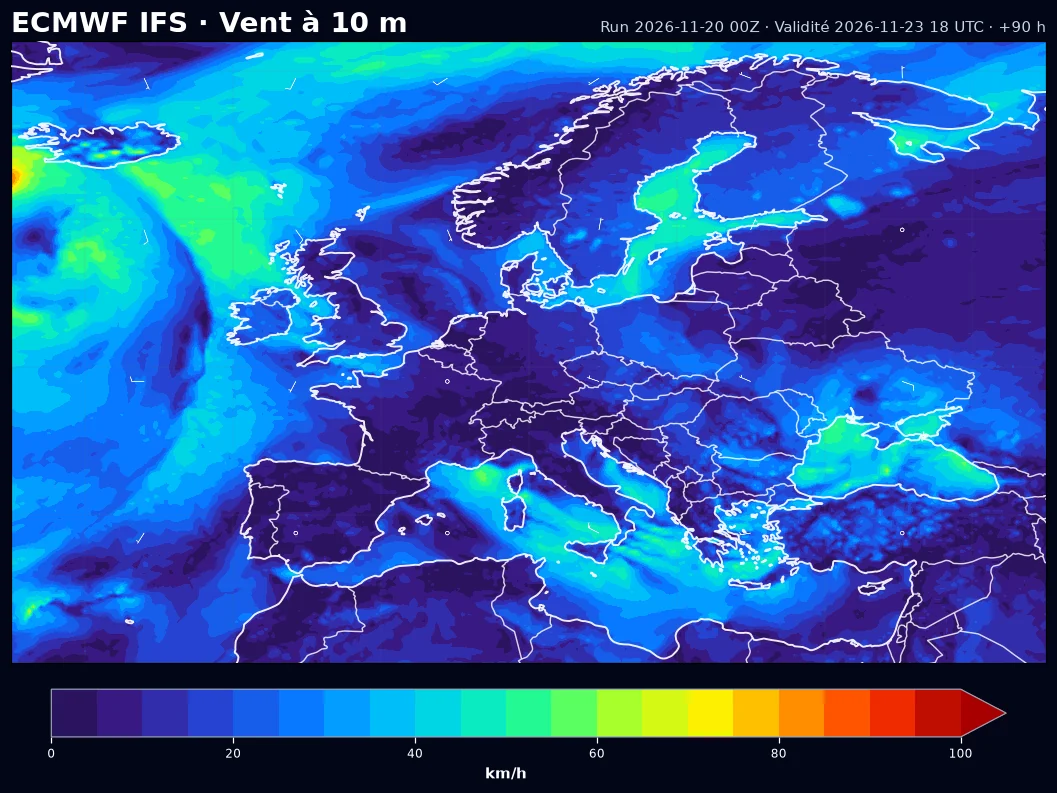 ECMWF IFS · Vent à 10 m
Run 2026-11-20 00Z · Validité 2026-11-23 18 UTC · +90 h
0 20 40 60 80 100
km/h